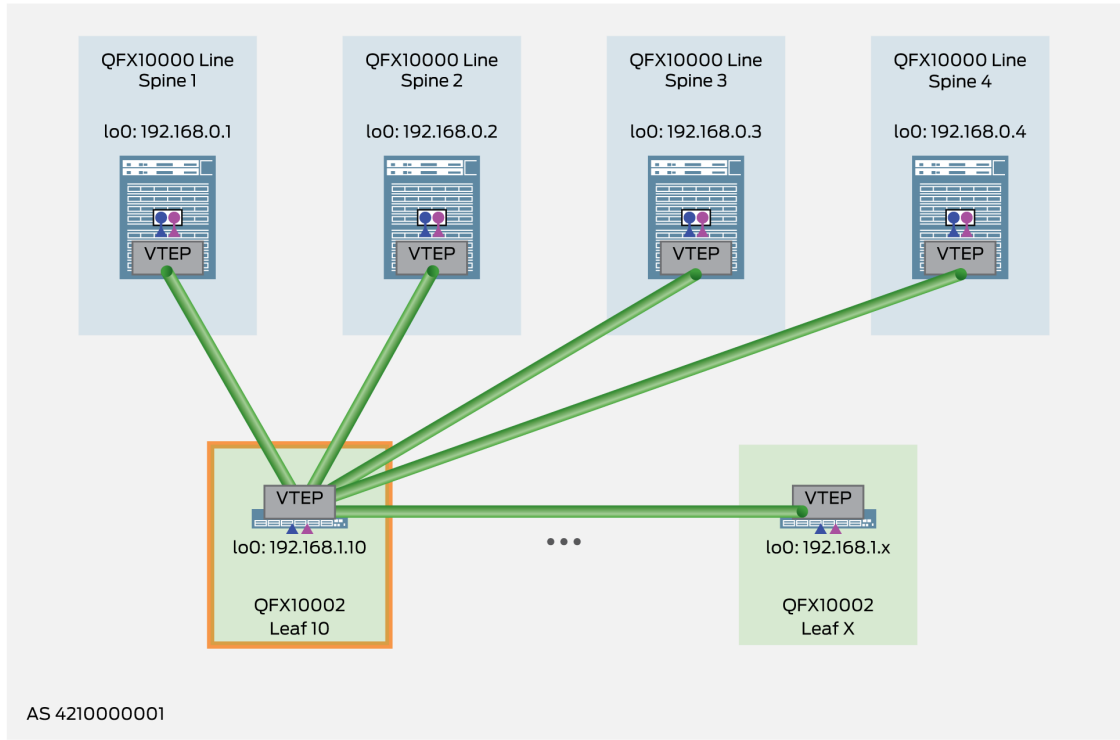 QFX10000 Line
Spine 1
QFX10000 Line
Spine 2
QFX10000 Line
Spine 3
QFX10000 Line
Spine 4
lo0: 192.168.0.1
lo0: 192.168.0.2
lo0: 192.168.0.3
lo0: 192.168.0.4
VTEP
VTEP
VTEP
VTEP
VTEP
VTEP
lo0: 192.168.1.10
...
lo0: 192.168.1.x
QFX10002
Leaf 10
QFX10002
Leaf X
AS 4210000001